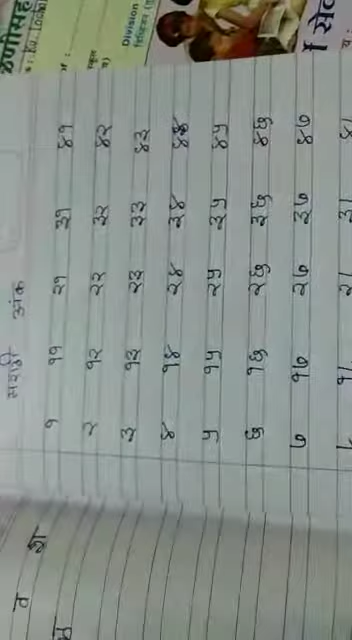 मराठी अंक
१ ११ २१ ३१ ४१
२ १२ २२ ३२ ४२
३ १३ २३ ३३ ४३
४ १४ २४ ३४ ४४
५ १५ २५ ३५ ४५
६ १६ २६ ३६ ४६
७ १७ २७ ३७ ४७
Division